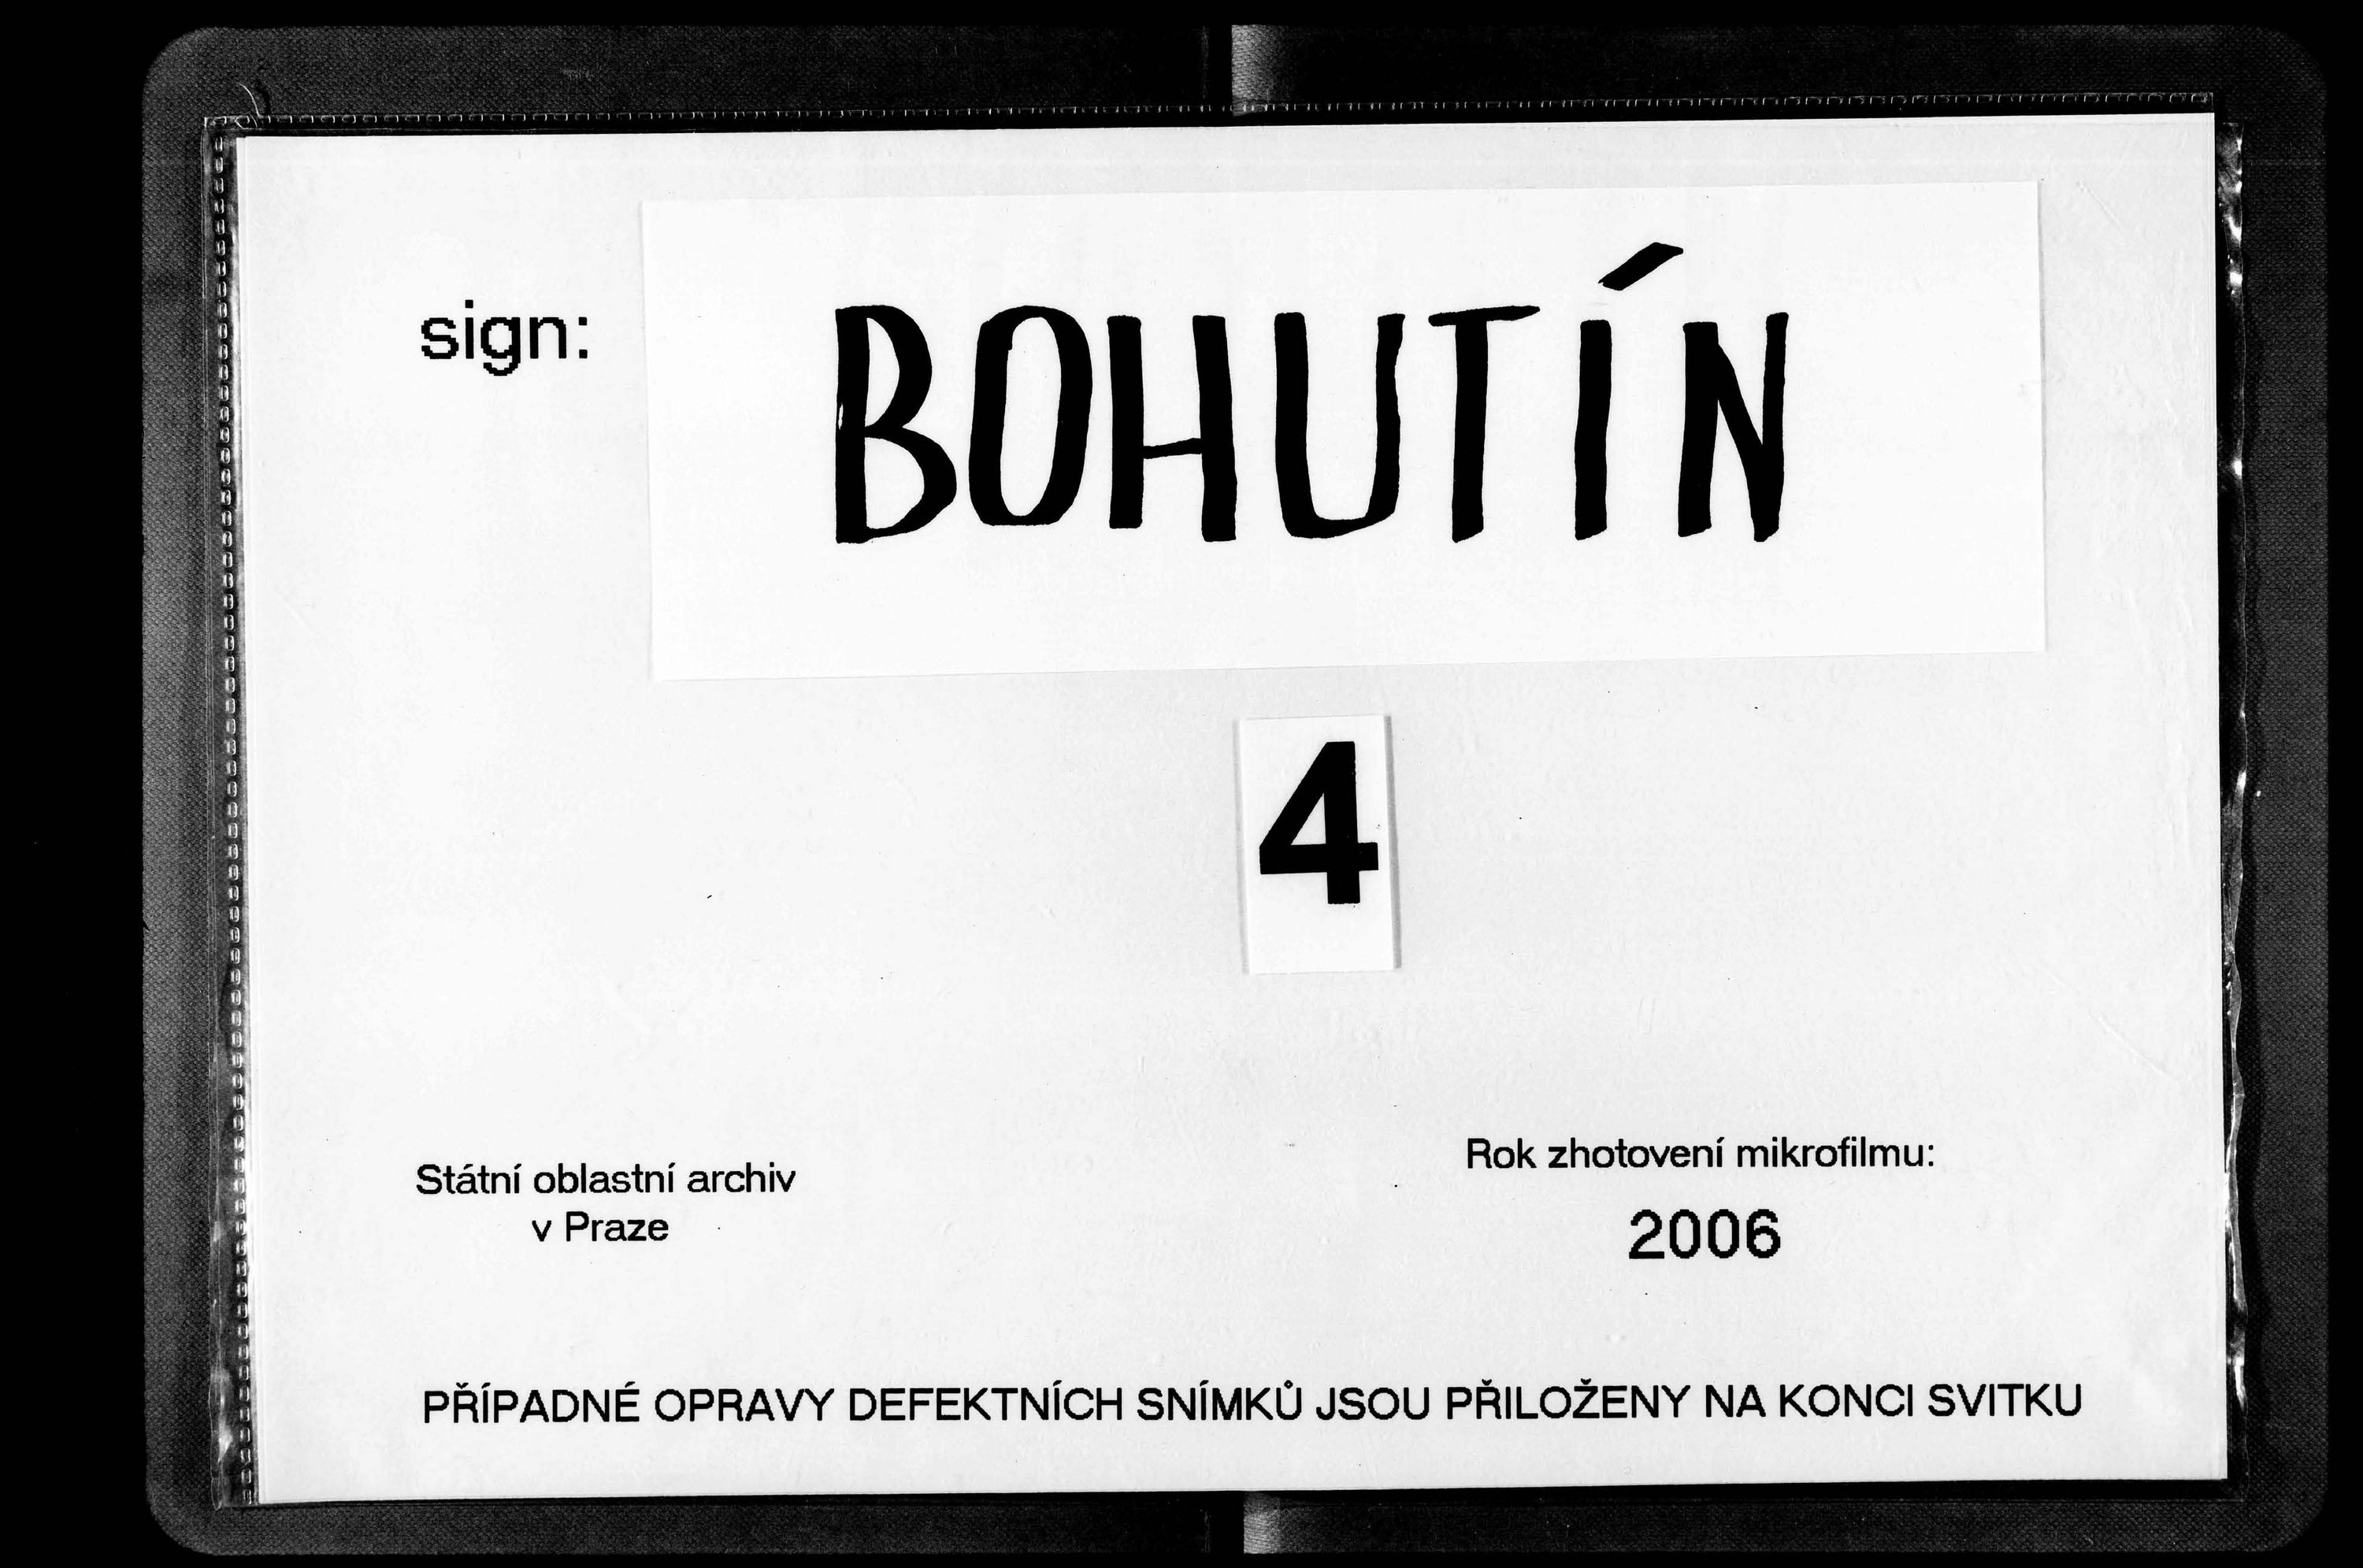 sign: BOHUTÍN
4
Státní oblastní archiv
v Praze
Rok zhotovení mikrofilmu:
2006
PŘÍPADNÉ OPRAVY DEFEKTNÍCH SNÍMKŮ JSOU PŘILOŽENY NA KONCI SVITKU